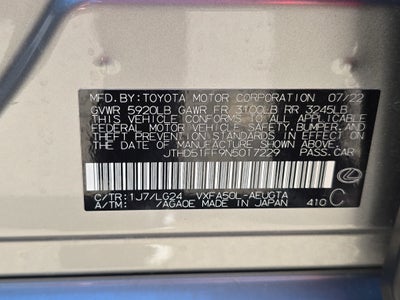 MFD. BY: TOYOTA MOTOR CORPORATION 07/22
GVWR 5920LB GAWR FR 3100LB RR 3245LB
THIS VEHICLE CONFORMS TO ALL APPLICABLE
FEDERAL MOTOR VEHICLE SAFETY, BUMPER, AND
THEFT PREVENTION STANDARDS IN EFFECT ON
THE DATE OF MANUFACTURE SHOWN ABOVE.
JTHD51FF9N5017229 PASS.CAR
C/TR: 1J7/LG24 VXFA50L-AEUGTA
A/TM: /AGA0E MADE IN JAPAN 410 C